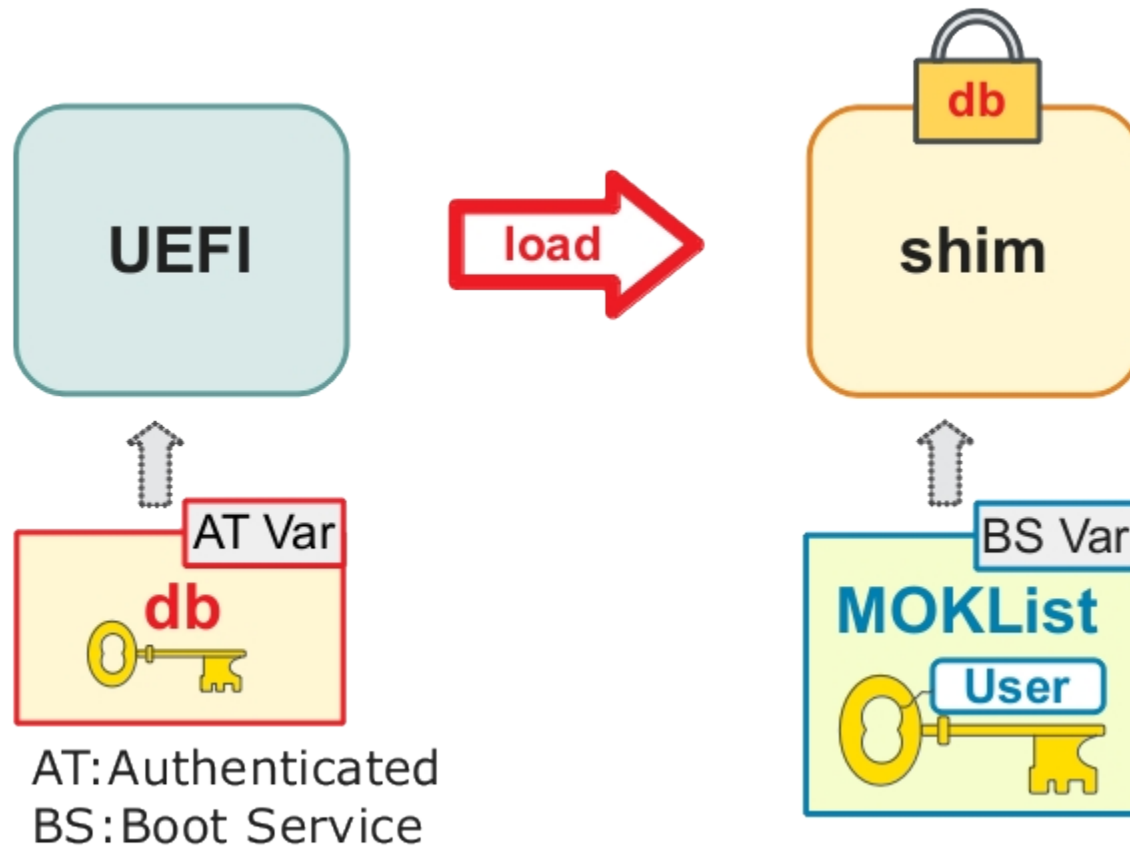 db
UEFI
load
shim
AT Var
db
BS Var
MOKList
User
AT:Authenticated
BS:Boot Service